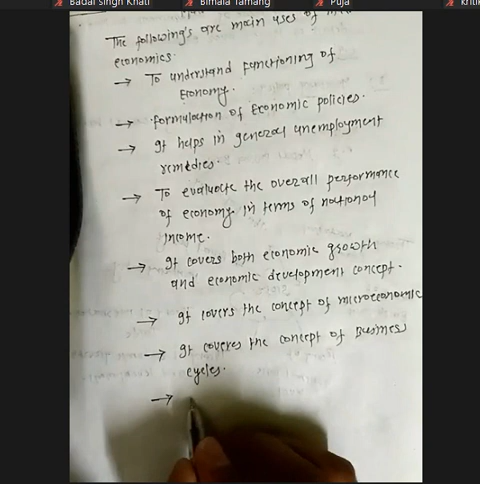 Badal Singh Khati Bimala Tamang Puja
The following's are main uses of
economics.
→ To understand functioning of
Economy.
→ formulation of Economic policies.
→ It helps in general unemployment
remedies.
→ To evaluate the overall performance
of economy in terms of national
income.
→ It covers both economic growth
and economic development concept.
→ It covers the concept of microeconomic
→ It coveres the concept of Business
cycles.
→